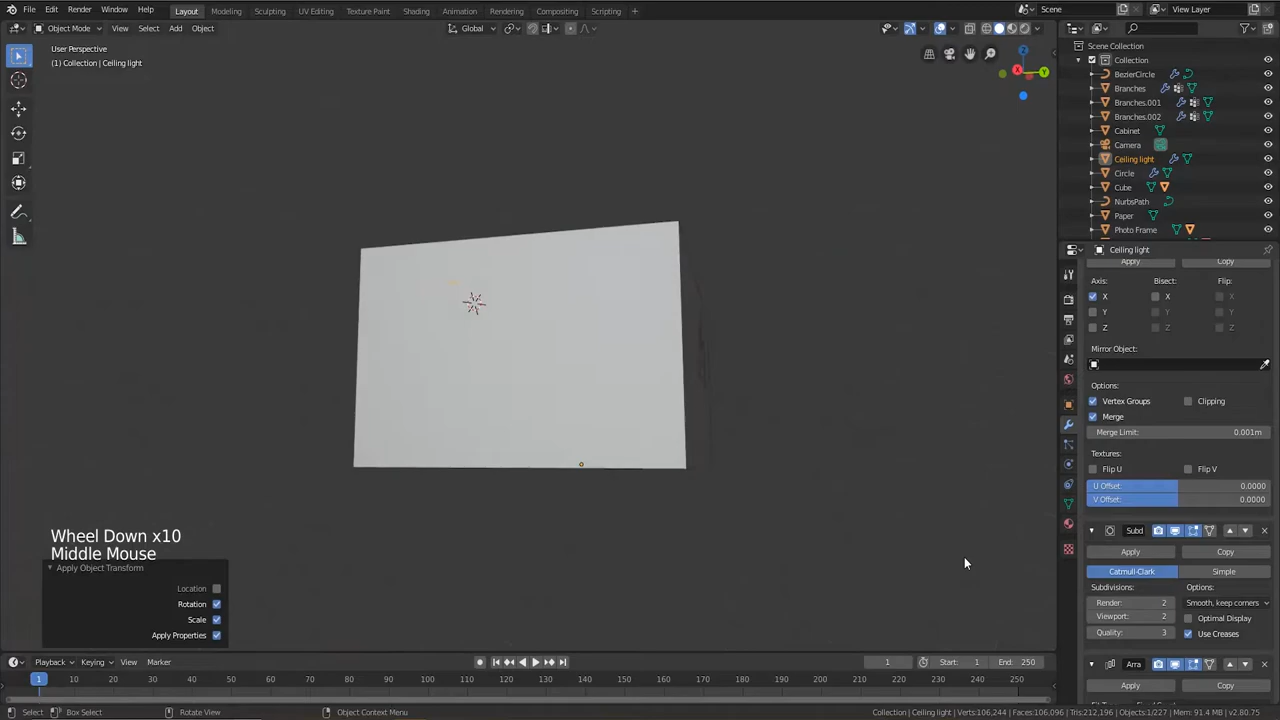 File Edit Render Window Help Layout Modeling Sculpting UV Editing Texture Paint Shading Animation Rendering Compositing Scripting + Scene View Layer
Object Mode View Select Add Object Global
User Perspective
(1) Collection | Ceiling light
X Y Z
Scene Collection
Collection
BezierCircle
Branches
Branches.001
Branches.002
Cabinet
Camera
Ceiling light
Circle
Cube
NurbsPath
Paper
Photo Frame
Ceiling light
Apply Copy
Axis: Bisect: Flip:
X X X
Y Y Y
Z Z Z
Mirror Object:
Options:
Vertex Groups Clipping
Merge
Merge Limit: 0.001m
Textures:
Flip U Flip V
U Offset: 0.0000
V Offset: 0.0000
Subd
Apply Copy
Catmull-Clark Simple
Subdivisions: Options:
Render: 2 Smooth, keep corners
Viewport: 2 Optimal Display
Quality: 3 Use Creases
Arra
Apply Copy
Wheel Down x10
Middle Mouse
Apply Object Transform
Location
Rotation
Scale
Apply Properties
Playback Keying View Marker 1 Start: 1 End: 250
1 10 20 30 40 50 60 70 80 90 100 110 120 130 140 150 160 170 180 190 200 210 220 230 240 250
Select Box Select Rotate View Object Context Menu Collection | Ceiling light | Verts:106,244 | Faces:106,096 | Tris:212,196 | Objects:1/227 | Mem: 91.4 MB | v2.80.75